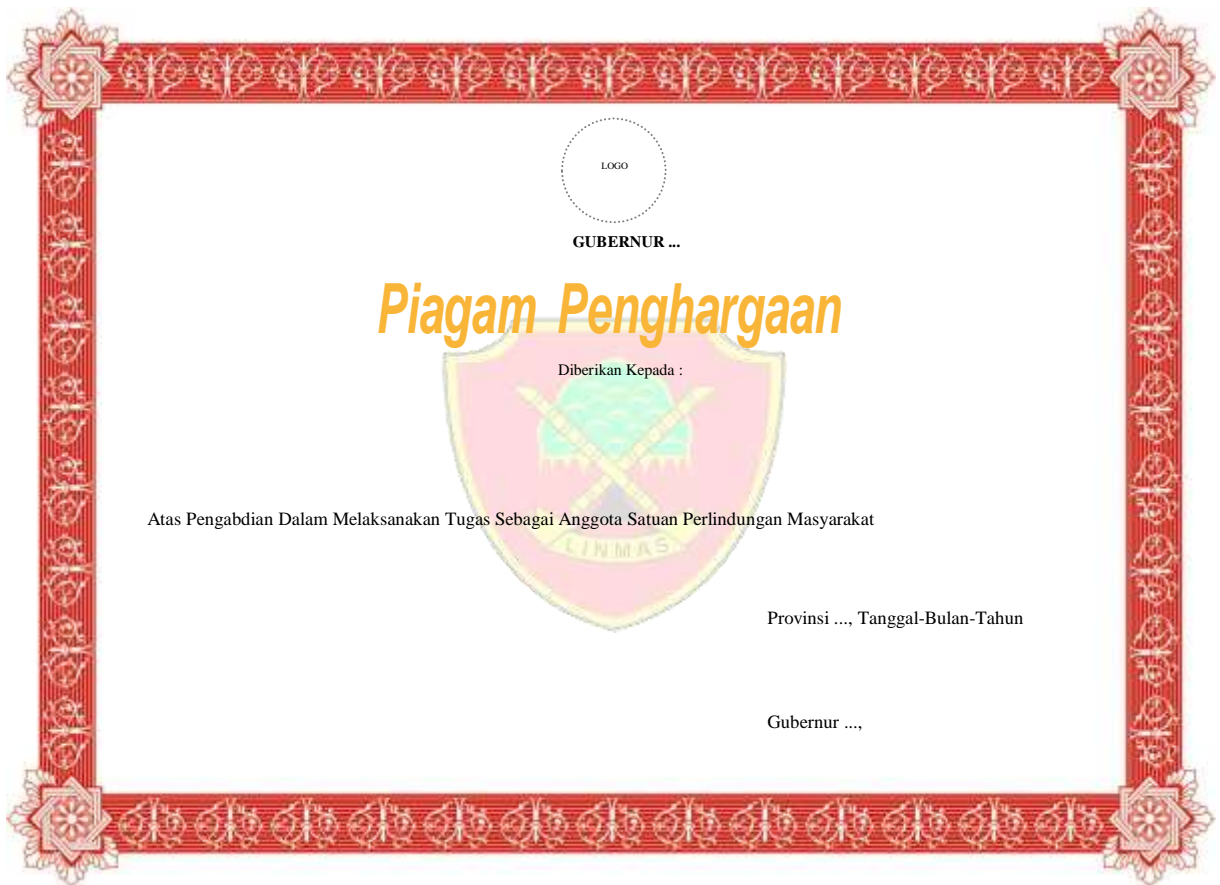 LOGO
GUBERNUR ...
Piagam Penghargaan
Diberikan Kepada :
Atas Pengabdian Dalam Melaksanakan Tugas Sebagai Anggota Satuan Perlindungan Masyarakat
LINMAS
Provinsi ..., Tanggal-Bulan-Tahun
Gubernur ...,